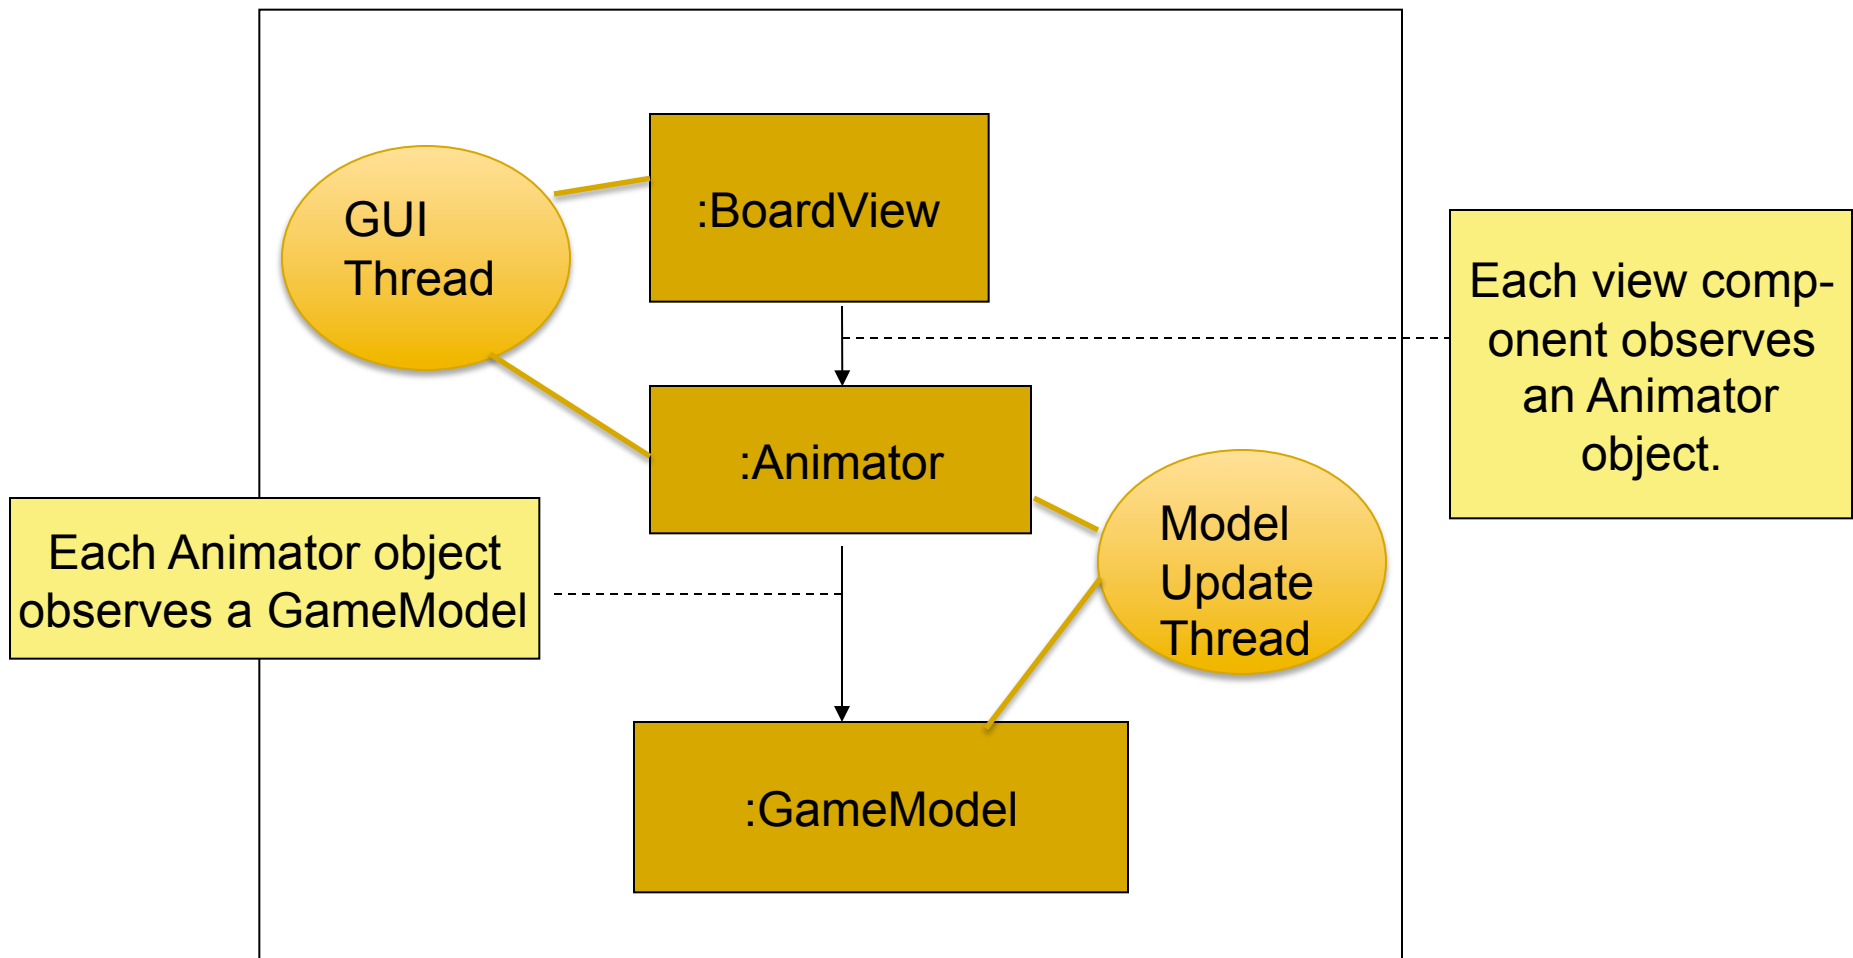 :BoardView
GUI
Thread
Each view comp-
onent observes
an Animator
object.
:Animator
Model
Update
Thread
Each Animator object
observes a GameModel
:GameModel